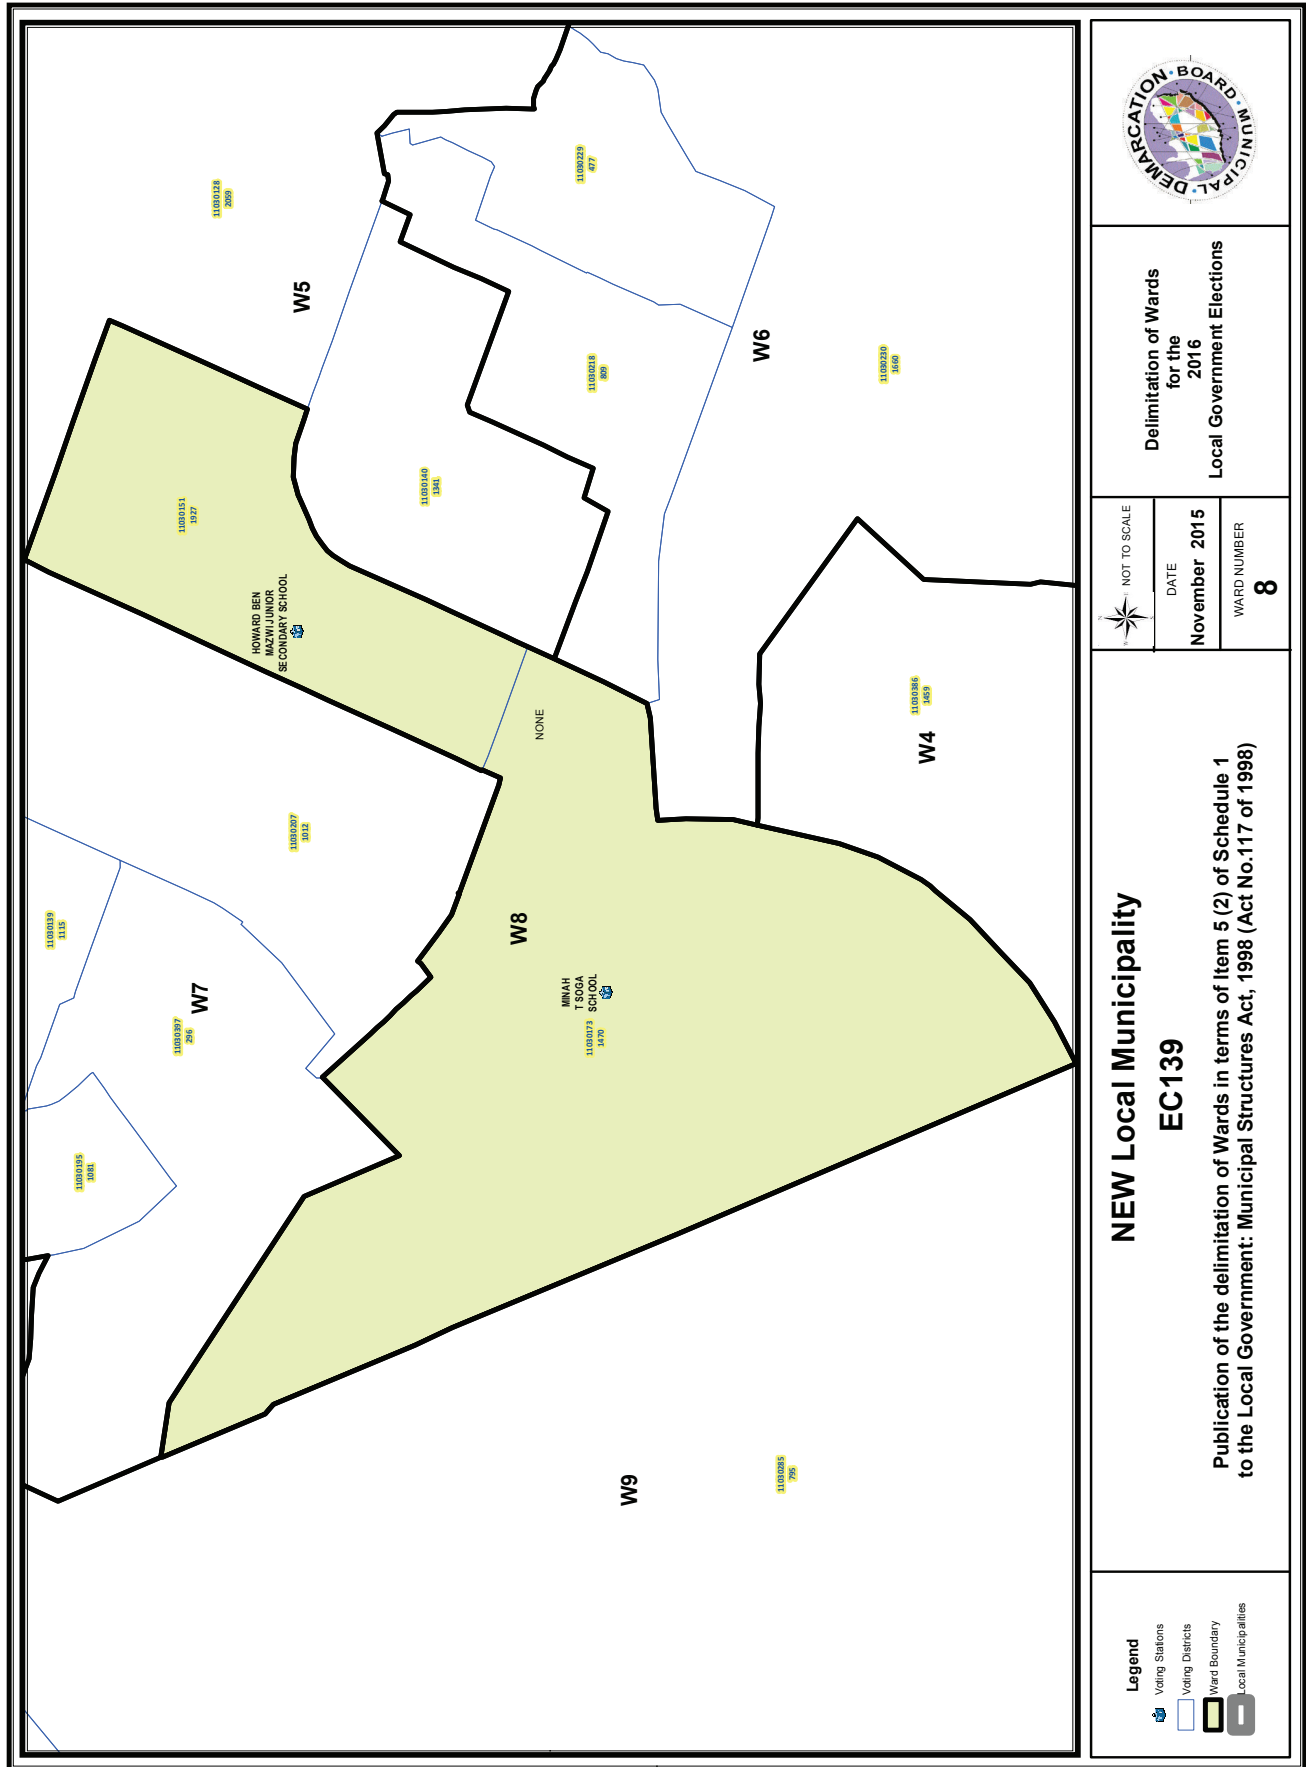 11030128
2059
W5
11030229
477
11030151
1927
11030218
809
W6
11030230
1660
11030140
1341
HOWARD BEN
MAZWI JUNIOR
SECONDARY SCHOOL
NONE
11030386
1459
W4
11030207
1012
11030139
1115
W7
11030397
296
W8
MINAH
T SOGA
SCHOOL
11030173
1470
11030195
1081
W9
11030285
795
MUNICIPAL • DEMARCATION • BOARD •
Delimitation of Wards
for the
2016
Local Government Elections
NOT TO SCALE
DATE
November 2015
WARD NUMBER
8
NEW Local Municipality
EC139
Publication of the delimitation of Wards in terms of Item 5 (2) of Schedule 1
to the Local Government: Municipal Structures Act, 1998 (Act No.117 of 1998)
Legend
Voting Stations
Voting Districts
Ward Boundary
Local Municipalities